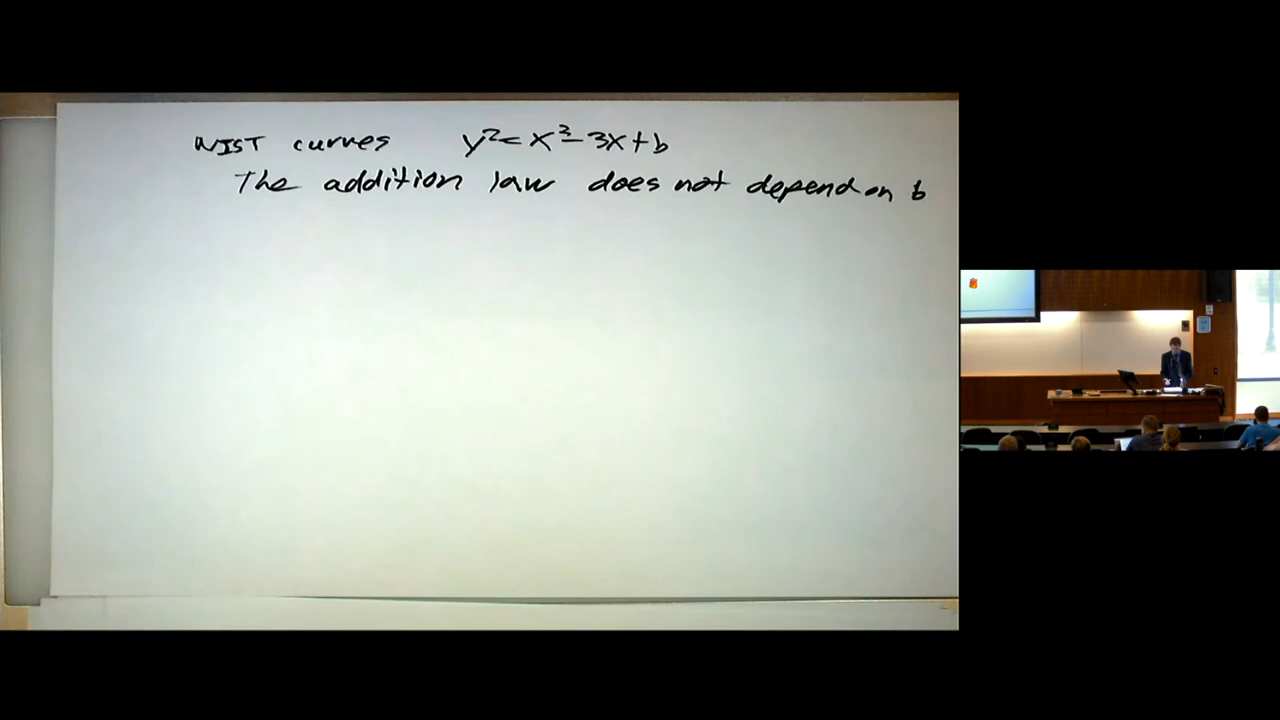 NIST curves y² = x³ - 3x + b
The addition law does not depend on b